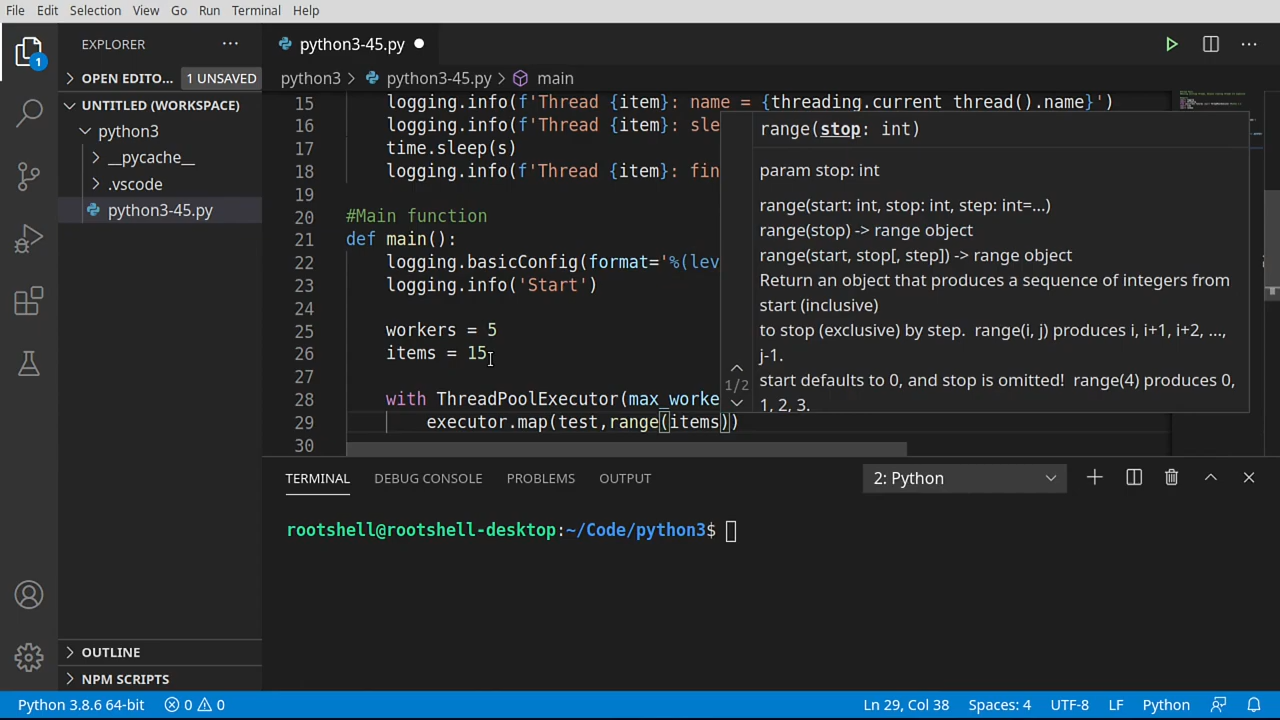 File Edit Selection View Go Run Terminal Help
1
EXPLORER
OPEN EDITO... 1 UNSAVED
UNTITLED (WORKSPACE)
python3
__pycache__
.vscode
python3-45.py
OUTLINE
NPM SCRIPTS
python3-45.py
python3 > python3-45.py > main
15 logging.info(f'Thread {item}: name = {threading.current_thread().name}')
16 logging.info(f'Thread {item}: sle
17 time.sleep(s)
18 logging.info(f'Thread {item}: fin
19
20 #Main function
21 def main():
22 logging.basicConfig(format='%(lev
23 logging.info('Start')
24
25 workers = 5
26 items = 15
27
28 with ThreadPoolExecutor(max_worke
29 executor.map(test,range(items))
30
range(stop: int)
param stop: int
range(start: int, stop: int, step: int=...)
range(stop) -> range object
range(start, stop[, step]) -> range object
Return an object that produces a sequence of integers from
start (inclusive)
to stop (exclusive) by step.  range(i, j) produces i, i+1, i+2, ...,
j-1.
start defaults to 0, and stop is omitted!  range(4) produces 0,
1, 2, 3.
1/2
TERMINAL DEBUG CONSOLE PROBLEMS OUTPUT 2: Python
rootshell@rootshell-desktop:~/Code/python3$
Python 3.8.6 64-bit 0 0 Ln 29, Col 38 Spaces: 4 UTF-8 LF Python